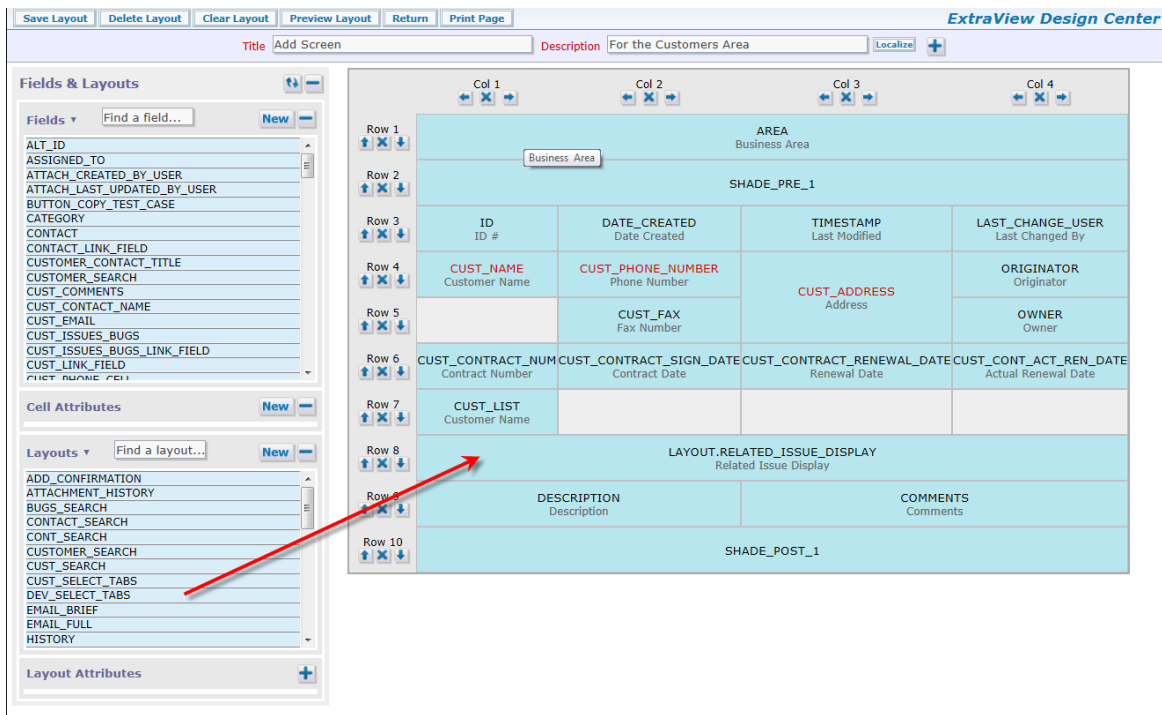 Save Layout Delete Layout Clear Layout Preview Layout Return Print Page ExtraView Design Center
Title Add Screen Description For the Customers Area Localize
Fields & Layouts
Fields Find a field... New
ALT_ID
ASSIGNED_TO
ATTACH_CREATED_BY_USER
ATTACH_LAST_UPDATED_BY_USER
BUTTON_COPY_TEST_CASE
CATEGORY
CONTACT
CONTACT_LINK_FIELD
CUSTOMER_CONTACT_TITLE
CUSTOMER_SEARCH
CUST_COMMENTS
CUST_CONTACT_NAME
CUST_EMAIL
CUST_ISSUES_BUGS
CUST_ISSUES_BUGS_LINK_FIELD
CUST_LINK_FIELD
CUST_PHONE_CELL
Cell Attributes New
Layouts Find a layout... New
ADD_CONFIRMATION
ATTACHMENT_HISTORY
BUGS_SEARCH
CONTACT_SEARCH
CONT_SEARCH
CUSTOMER_SEARCH
CUST_SEARCH
CUST_SELECT_TABS
DEV_SELECT_TABS
EMAIL_BRIEF
EMAIL_FULL
HISTORY
Layout Attributes
Col 1 Col 2 Col 3 Col 4
Row 1 AREA
Business Area
Business Area
Row 2 SHADE_PRE_1
Row 3 ID DATE_CREATED TIMESTAMP LAST_CHANGE_USER
ID # Date Created Last Modified Last Changed By
Row 4 CUST_NAME CUST_PHONE_NUMBER CUST_ADDRESS ORIGINATOR
Customer Name Phone Number Address Originator
Row 5 CUST_FAX OWNER
Fax Number Owner
Row 6 CUST_CONTRACT_NUM CUST_CONTRACT_SIGN_DATE CUST_CONTRACT_RENEWAL_DATE CUST_CONT_ACT_REN_DATE
Contract Number Contract Date Renewal Date Actual Renewal Date
Row 7 CUST_LIST
Customer Name
Row 8 LAYOUT.RELATED_ISSUE_DISPLAY
Related Issue Display
Row 9 DESCRIPTION COMMENTS
Description Comments
Row 10 SHADE_POST_1